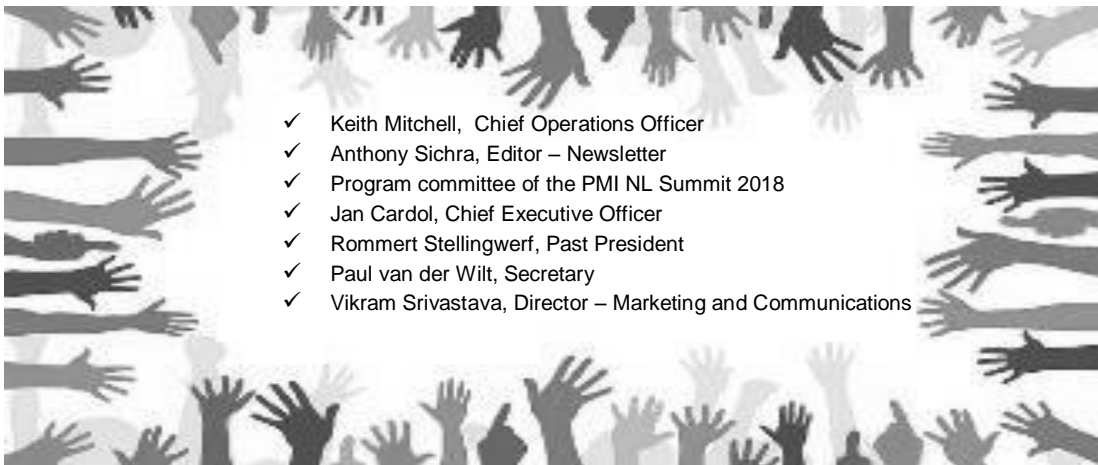 ✓ Keith Mitchell, Chief Operations Officer
✓ Anthony Sichra, Editor – Newsletter
✓ Program committee of the PMI NL Summit 2018
✓ Jan Cardol, Chief Executive Officer
✓ Rommert Stellingwerf, Past President
✓ Paul van der Wilt, Secretary
✓ Vikram Srivastava, Director – Marketing and Communications